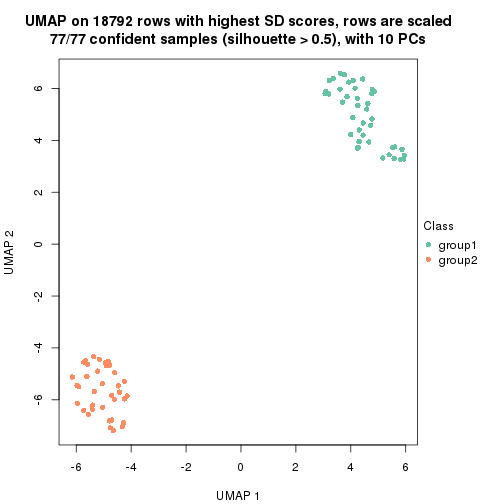 UMAP on 18792 rows with highest SD scores, rows are scaled
77/77 confident samples (silhouette > 0.5), with 10 PCs
6
4
2
0
-2
-4
-6
UMAP 2
-6
-4
-2
0
2
4
6
UMAP 1
Class
group1
group2